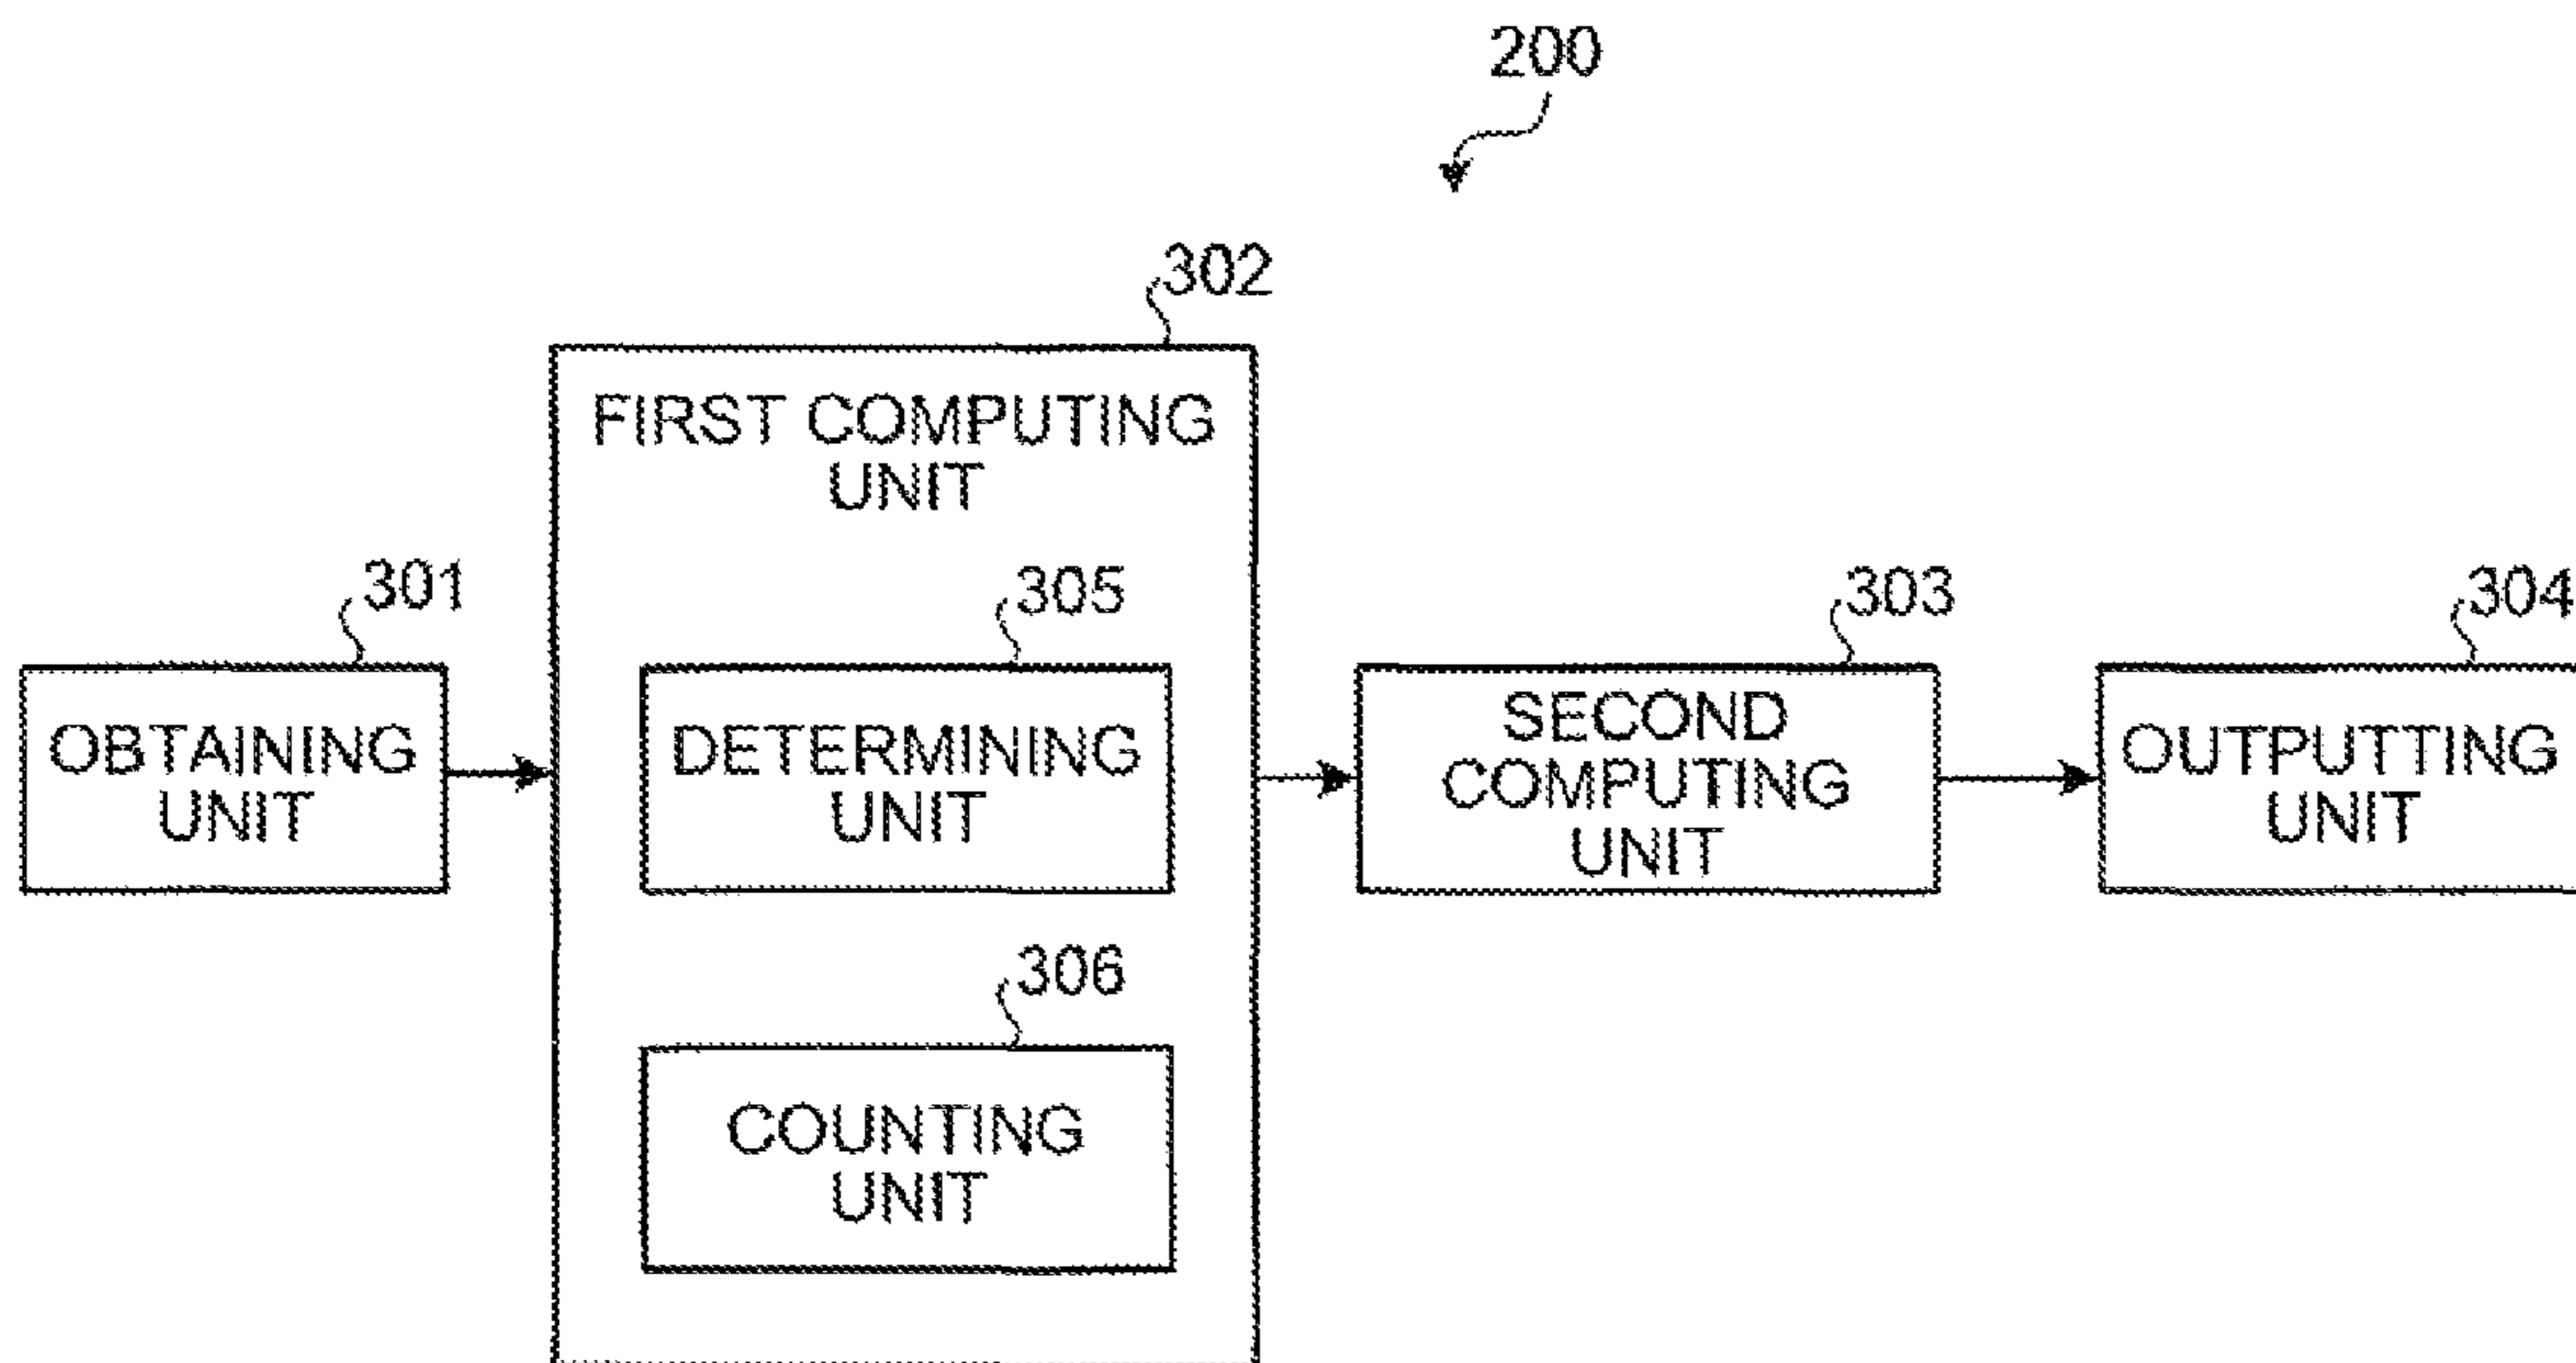 200
302
FIRST COMPUTING
UNIT
301
305
303
304
OBTAINING
UNIT
DETERMINING
UNIT
SECOND
COMPUTING
UNIT
OUTPUTTING
UNIT
306
COUNTING
UNIT